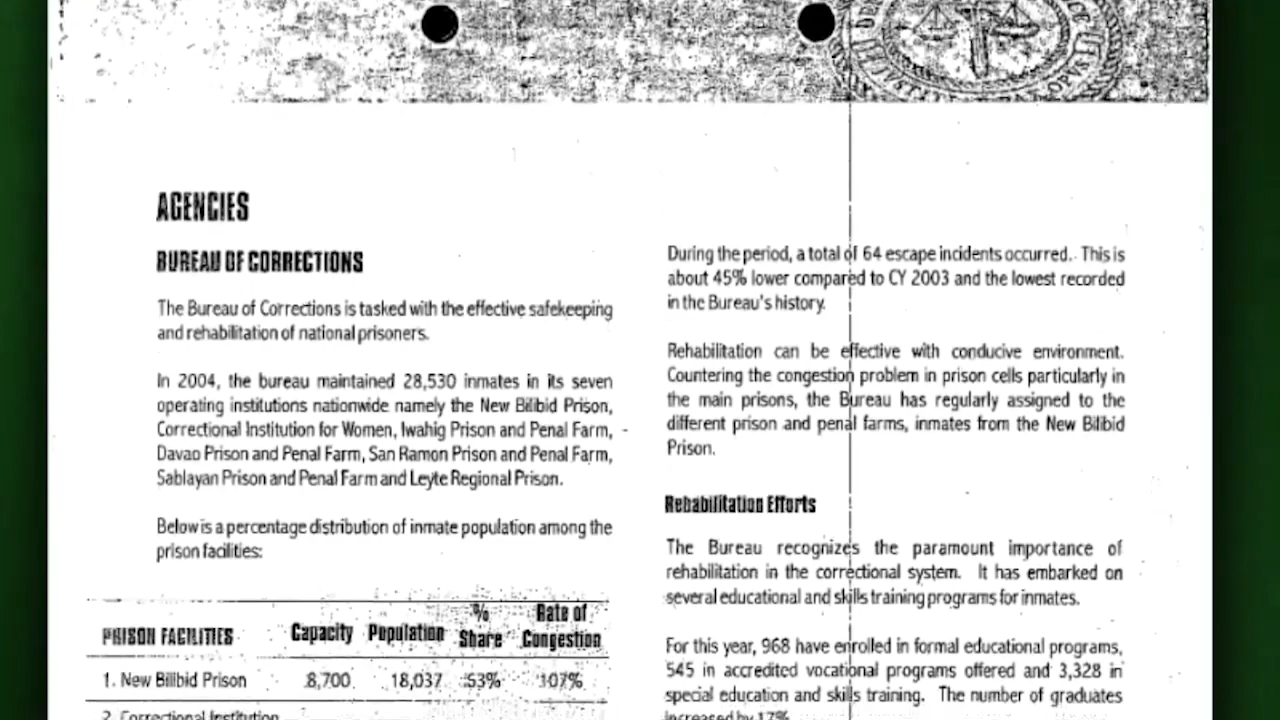 AGENCIES
BUREAU OF CORRECTIONS
The Bureau of Corrections is tasked with the effective safekeeping
and rehabilitation of national prisoners.
In 2004, the bureau maintained 28,530 inmates in its seven
operating institutions nationwide namely the New Bilibid Prison,
Correctional Institution for Women, Iwahig Prison and Penal Farm,
Davao Prison and Penal Farm, San Ramon Prison and Penal Farm,
Sablayan Prison and Penal Farm and Leyte Regional Prison.
Below is a percentage distribution of inmate population among the
prison facilities:
PRISON FACILITIES Capacity Population % Share Rate of Congestion
1. New Bilibid Prison 8,700 18,037 53% 107%
2. Correctional Institution
During the period, a total of 64 escape incidents occurred. This is
about 45% lower compared to CY 2003 and the lowest recorded
in the Bureau's history.
Rehabilitation can be effective with conducive environment.
Countering the congestion problem in prison cells particularly in
the main prisons, the Bureau has regularly assigned to the
different prison and penal farms, inmates from the New Bilibid
Prison.
Rehabilitation Efforts
The Bureau recognizes the paramount importance of
rehabilitation in the correctional system. It has embarked on
several educational and skills training programs for inmates.
For this year, 968 have enrolled in formal educational programs,
545 in accredited vocational programs offered and 3,328 in
special education and skills training. The number of graduates
increased by 17%